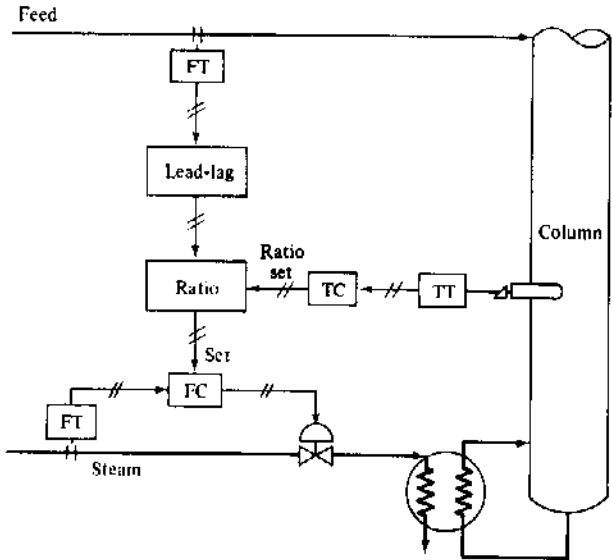 Feed
FT
Lead-lag
Column
Ratio
set
Ratio
TC
TT
Set
FC
FT
Steam